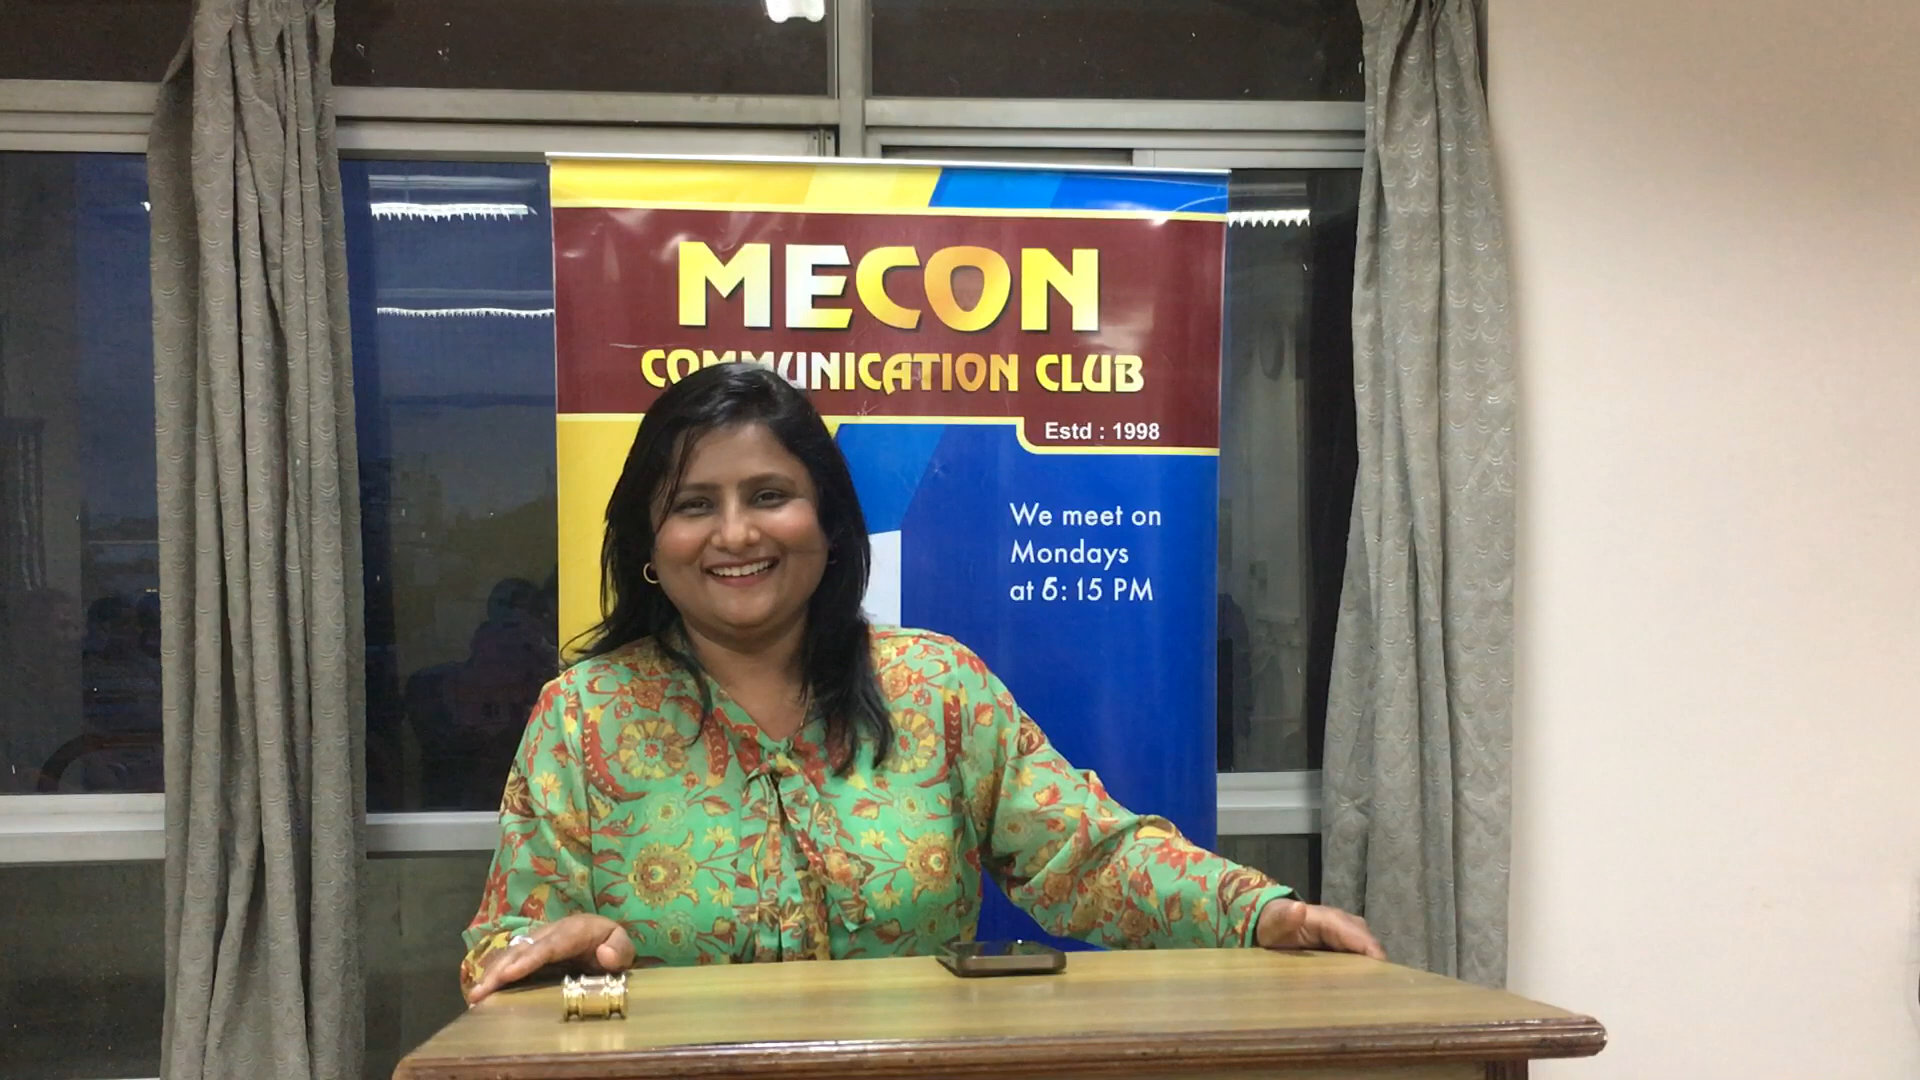 MECON
COMMUNICATION CLUB
Estd : 1998
We meet on
Mondays
at 6: 15 PM